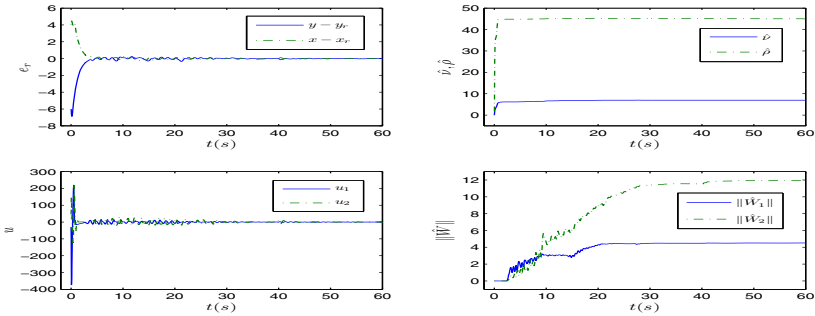 6
4
2
0
−2
−4
−6
−8
e_r
y − y_r
x − x_r
0 10 20 30 40 50 60
t(s)
50
40
30
20
10
0
ν̂, ρ̂
ν̂
ρ̂
0 10 20 30 40 50 60
t(s)
300
200
100
0
−100
−200
−300
−400
u
u_1
u_2
0 10 20 30 40 50 60
t(s)
12
8
4
0
||Ŵ||
||Ŵ_1||
||Ŵ_2||
0 10 20 30 40 50 60
t(s)